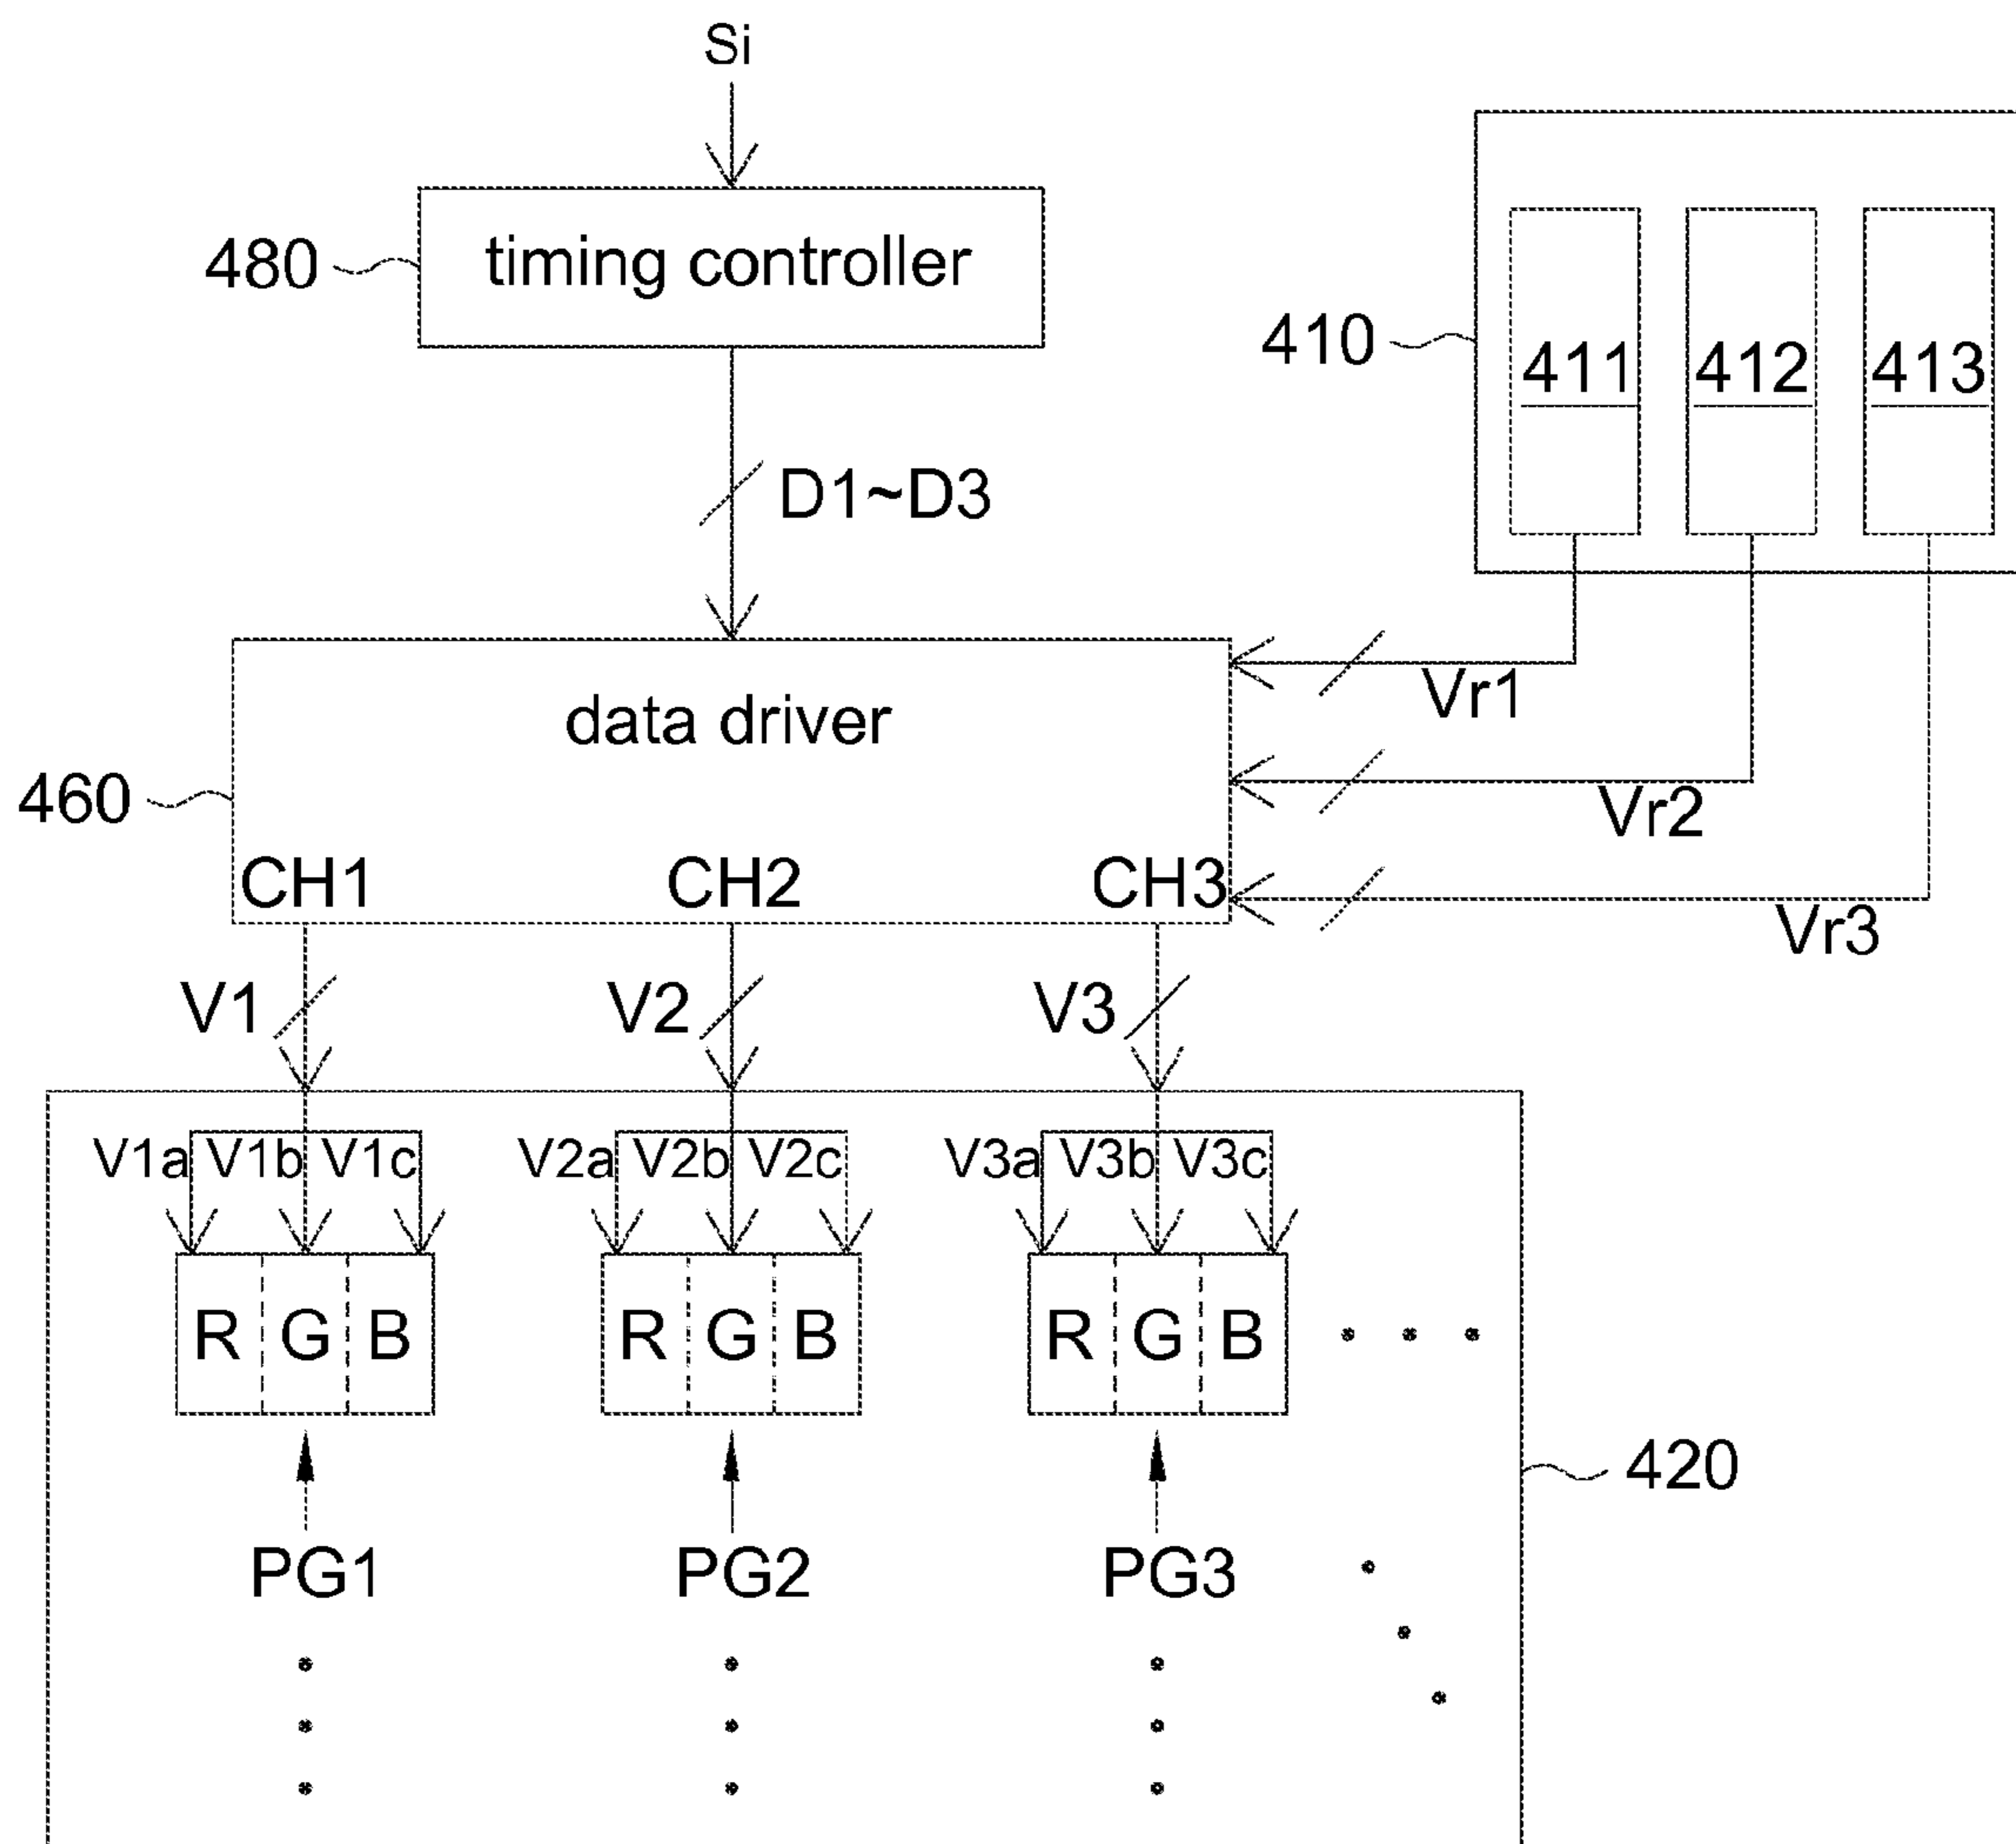 Si
480 timing controller
410
411 412 413
D1~D3
Vr1
data driver
460
Vr2
CH1 CH2 CH3
Vr3
V1 V2 V3
V1a V1b V1c V2a V2b V2c V3a V3b V3c
R G B R G B R G B
420
PG1 PG2 PG3